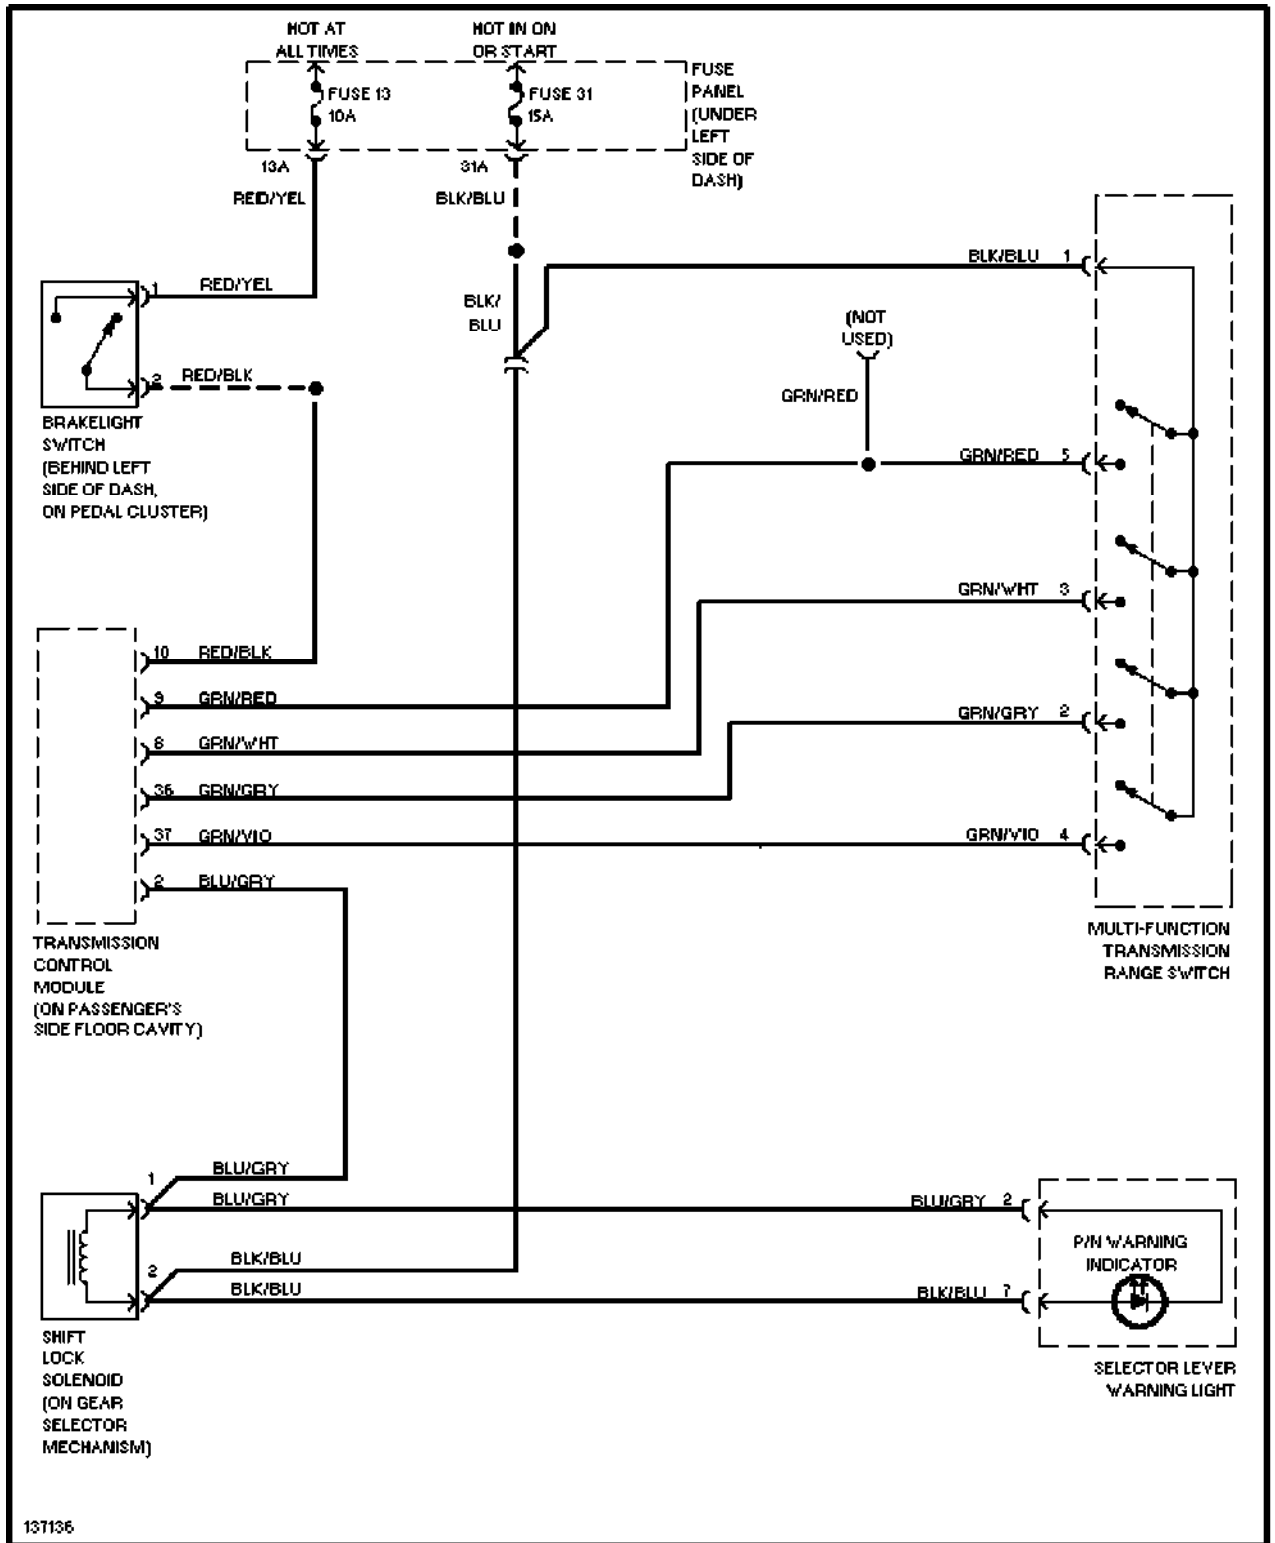 HOT AT
ALL TIMES
HOT IN ON
OR START
FUSE 13
10A
FUSE 31
15A
FUSE
PANEL
(UNDER
LEFT
SIDE OF
DASH)
13A
31A
RED/YEL
BLK/BLU
RED/YEL
1
BLK/BLU
1
BLK/
BLU
(NOT
USED)
RED/BLK
2
GRN/RED
BRAKELIGHT
SWITCH
(BEHIND LEFT
SIDE OF DASH,
ON PEDAL CLUSTER)
GRN/RED
5
GRN/WHT
3
10
RED/BLK
9
GRN/RED
GRN/GRY
2
8
GRN/WHT
36
GRN/GRY
37
GRN/VIO
GRN/VIO
4
2
BLU/GRY
TRANSMISSION
CONTROL
MODULE
(ON PASSENGER'S
SIDE FLOOR CAVITY)
MULTI-FUNCTION
TRANSMISSION
RANGE SWITCH
1
BLU/GRY
BLU/GRY
BLU/GRY
2
P/N WARNING
INDICATOR
2
BLK/BLU
BLK/BLU
BLK/BLU
7
SHIFT
LOCK
SOLENOID
(ON GEAR
SELECTOR
MECHANISM)
SELECTOR LEVER
WARNING LIGHT
137136